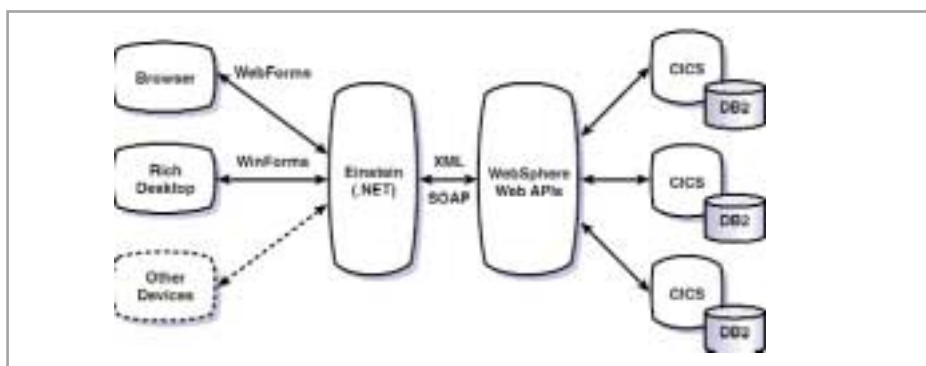 Browser
WebForms
Rich
Desktop
WinForms
Other
Devices
Einstein
(.NET)
XML
SOAP
WebSphere
Web APIs
CICS
DB2
CICS
DB2
CICS
DB2